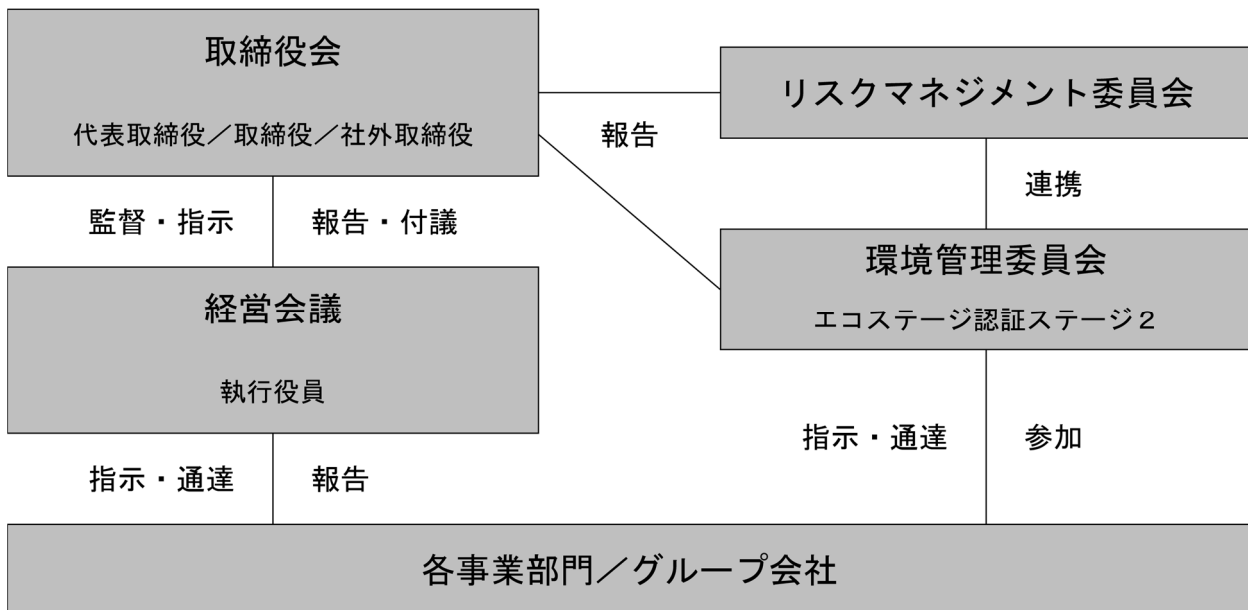 取締役会
代表取締役／取締役／社外取締役
リスクマネジメント委員会
報告
連携
監督・指示
報告・付議
環境管理委員会
エコステージ認証ステージ２
経営会議
執行役員
指示・通達
参加
指示・通達
報告
各事業部門／グループ会社